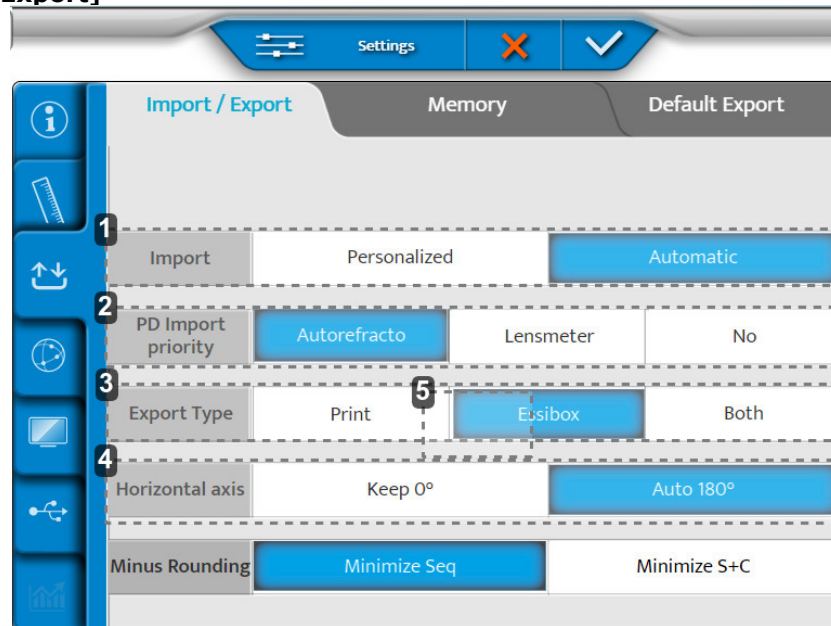 Export]
Settings
Import / Export
Memory
Default Export
1
Import
Personalized
Automatic
2
PD Import
priority
Autorefracto
Lensmeter
No
3
5
Export Type
Print
Essibox
Both
4
Horizontal axis
Keep 0°
Auto 180°
Minus Rounding
Minimize Seq
Minimize S+C